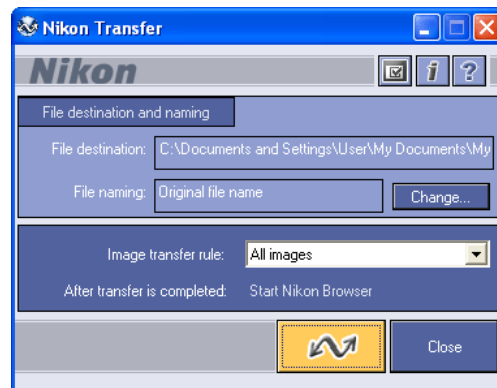 Nikon Transfer
Nikon
i ?
File destination and naming
File destination: C:\Documents and Settings\User\My Documents\My
File naming: Original file name Change...
Image transfer rule: All images
After transfer is completed: Start Nikon Browser
Close